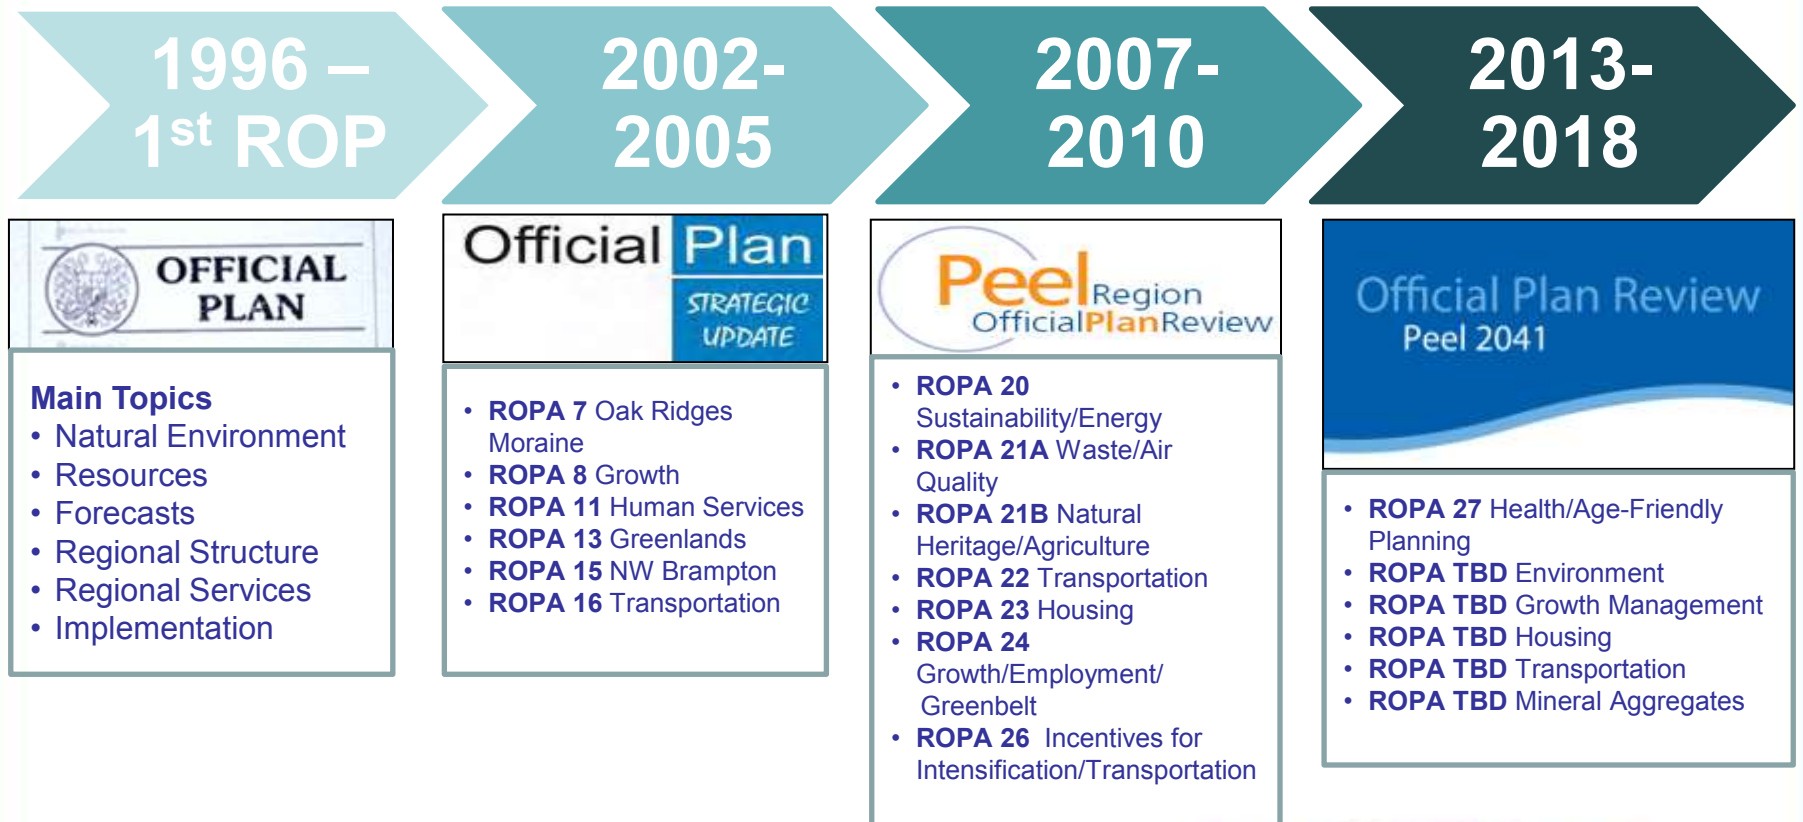 1996 –
1st ROP
2002-
2005
2007-
2010
2013-
2018
OFFICIAL
PLAN
Main Topics
• Natural Environment
• Resources
• Forecasts
• Regional Structure
• Regional Services
• Implementation
Official Plan
STRATEGIC
UPDATE
• ROPA 7 Oak Ridges
Moraine
• ROPA 8 Growth
• ROPA 11 Human Services
• ROPA 13 Greenlands
• ROPA 15 NW Brampton
• ROPA 16 Transportation
Peel Region
OfficialPlanReview
• ROPA 20
Sustainability/Energy
• ROPA 21A Waste/Air
Quality
• ROPA 21B Natural
Heritage/Agriculture
• ROPA 22 Transportation
• ROPA 23 Housing
• ROPA 24
Growth/Employment/
Greenbelt
• ROPA 26 Incentives for
Intensification/Transportation
Official Plan Review
Peel 2041
• ROPA 27 Health/Age-Friendly
Planning
• ROPA TBD Environment
• ROPA TBD Growth Management
• ROPA TBD Housing
• ROPA TBD Transportation
• ROPA TBD Mineral Aggregates